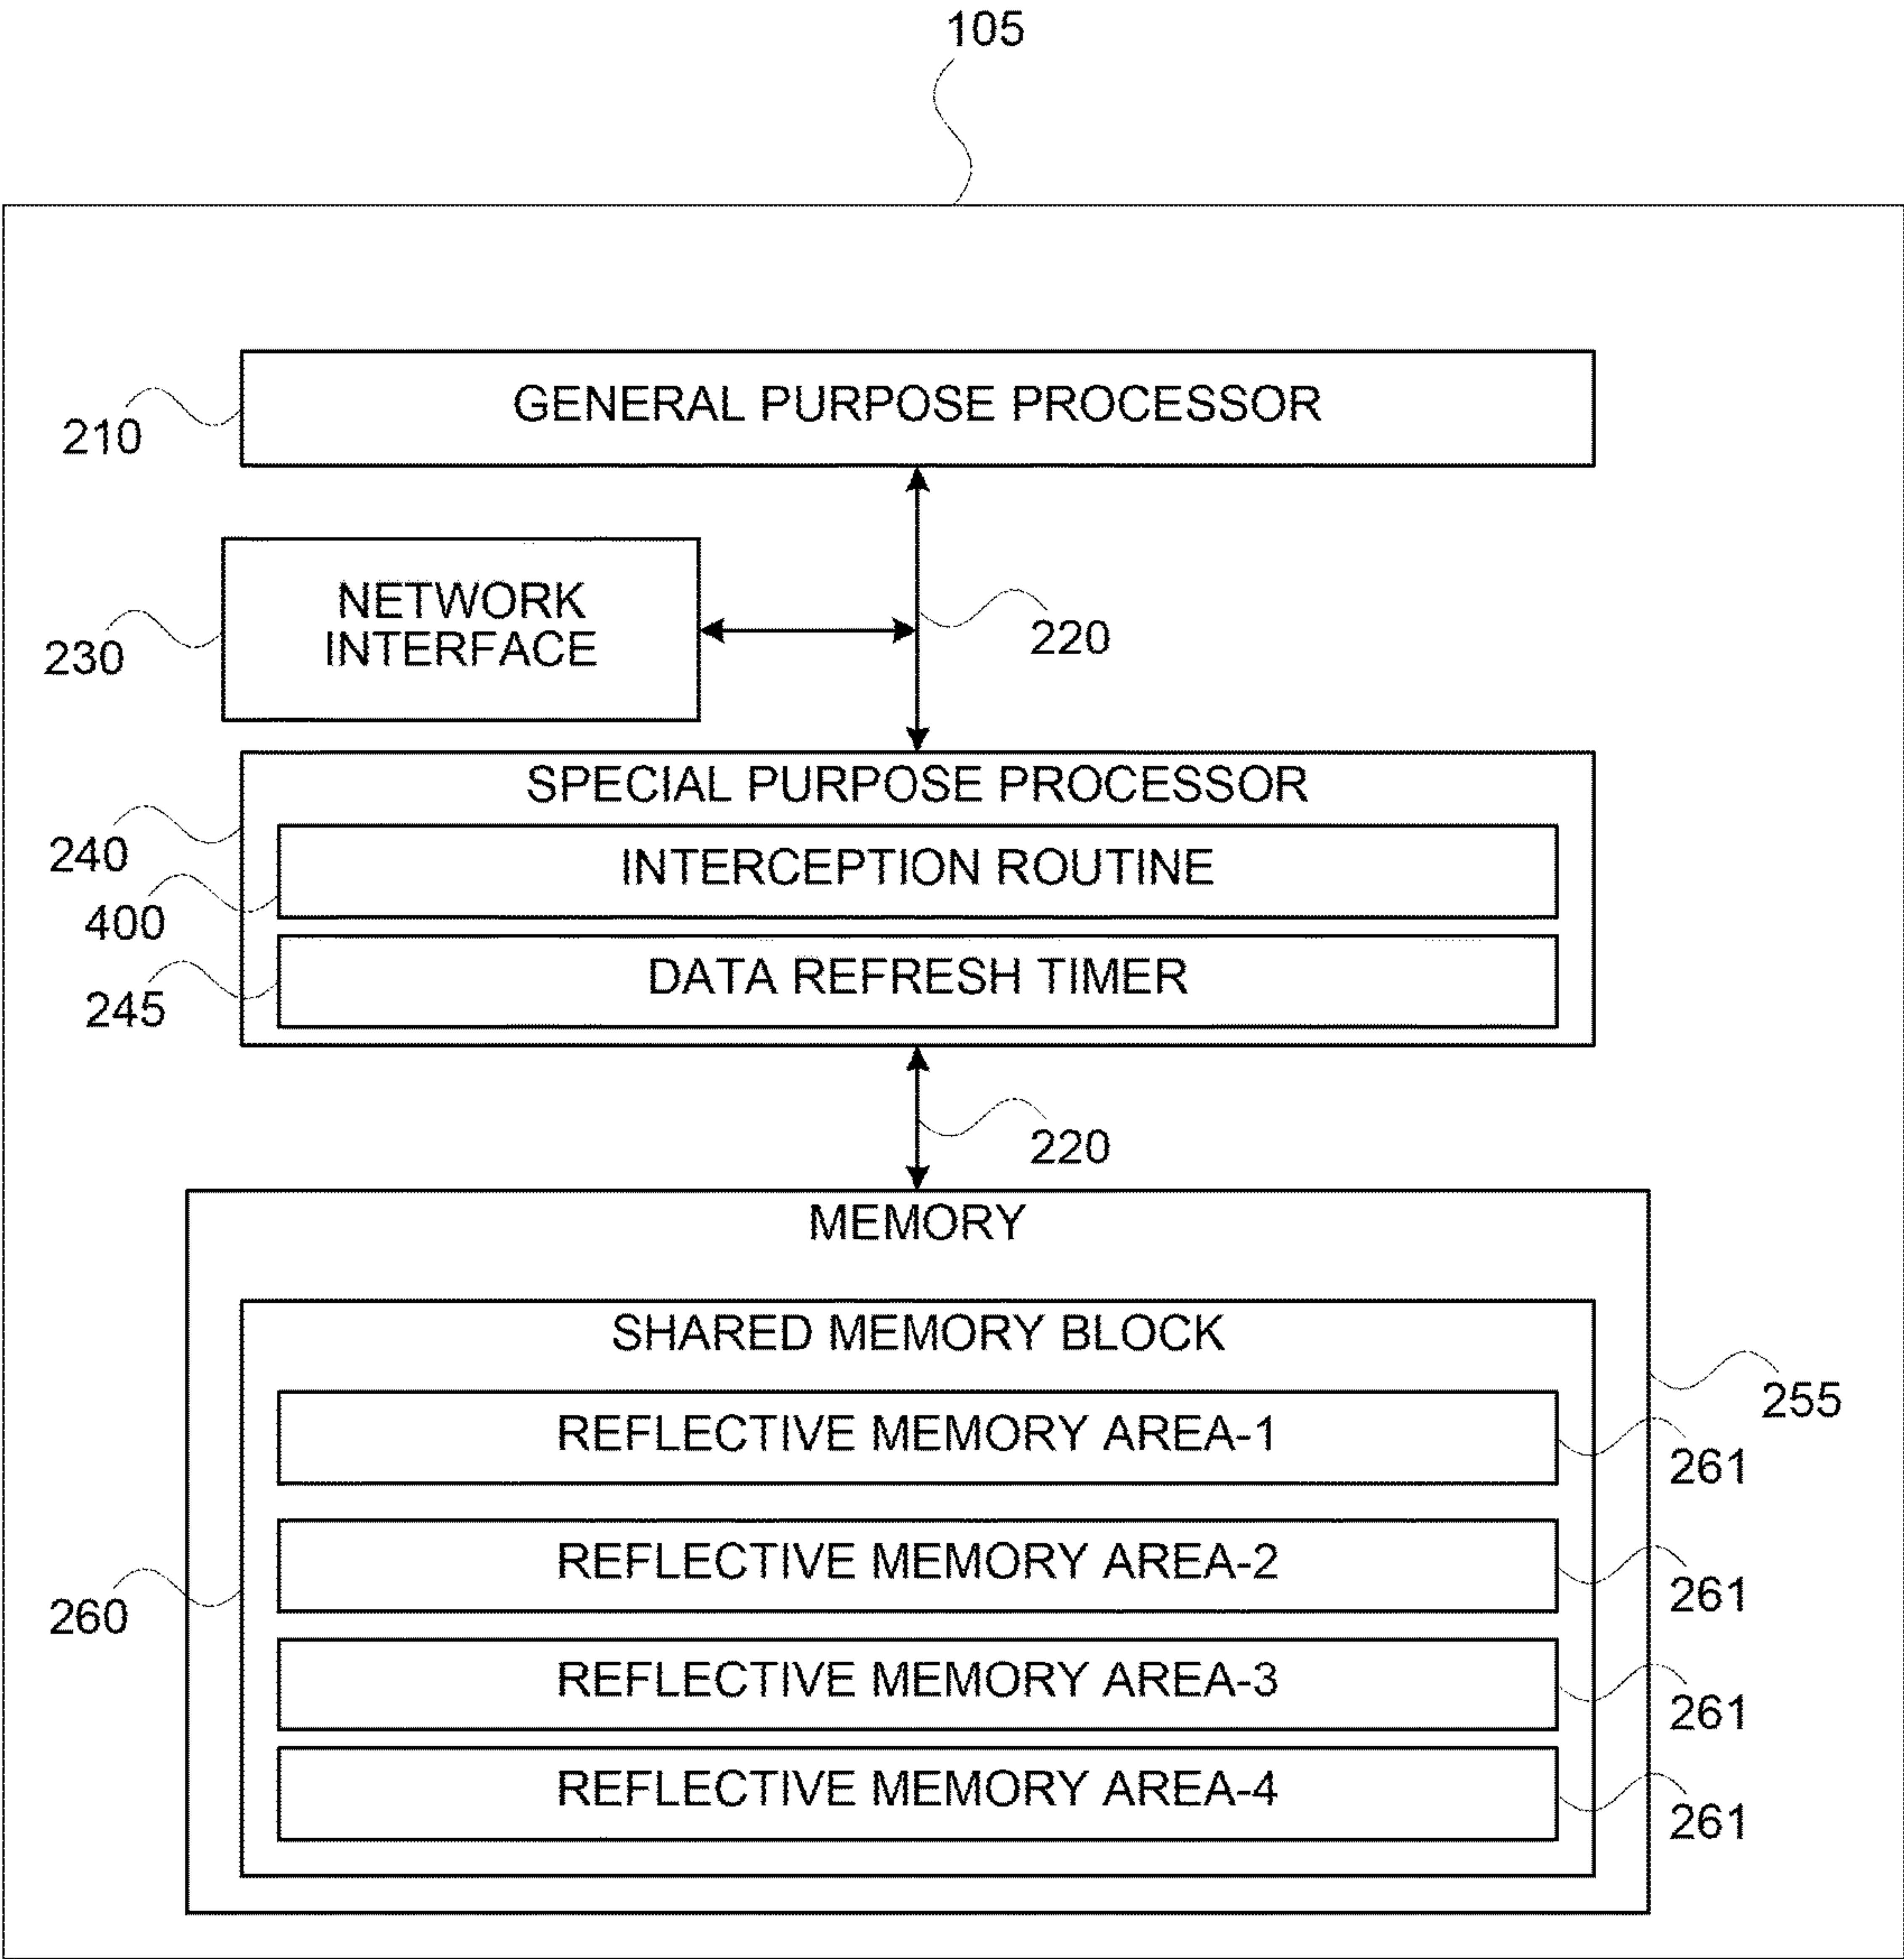 105
GENERAL PURPOSE PROCESSOR
210
NETWORK
INTERFACE
230
220
SPECIAL PURPOSE PROCESSOR
240
INTERCEPTION ROUTINE
400
DATA REFRESH TIMER
245
220
MEMORY
SHARED MEMORY BLOCK
255
REFLECTIVE MEMORY AREA-1
261
REFLECTIVE MEMORY AREA-2
261
260
REFLECTIVE MEMORY AREA-3
261
REFLECTIVE MEMORY AREA-4
261